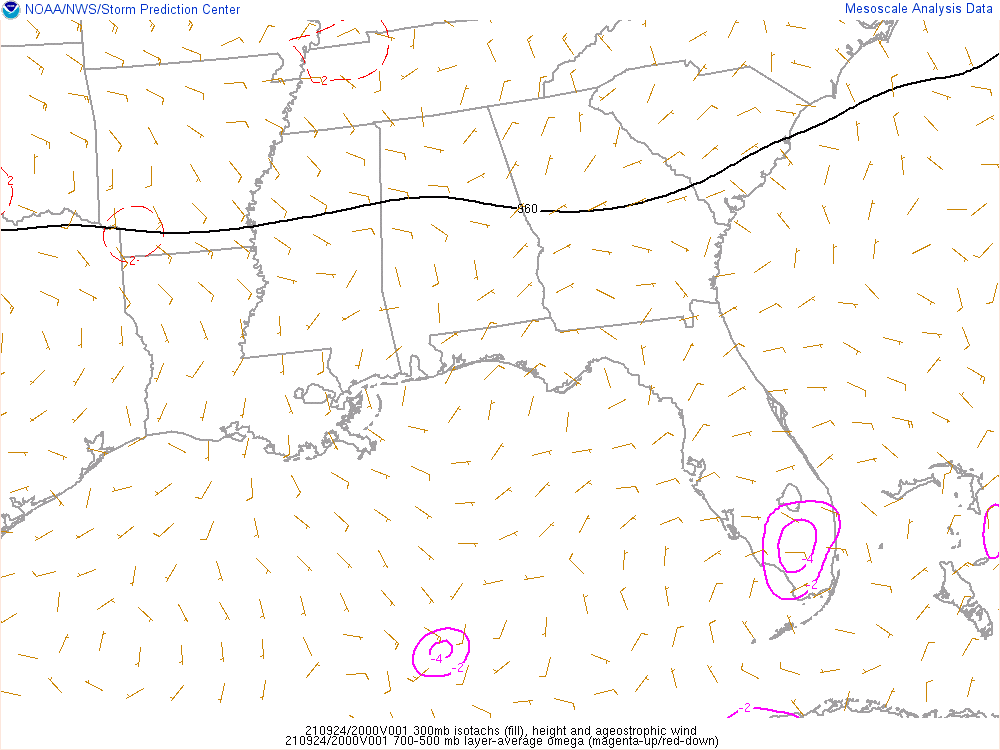 NOAA/NWS/Storm Prediction Center
Mesoscale Analysis Data
2
2
960
2
-4
-2
-4
-2
-2
210924/2000V001 300mb isotachs (fill), height and ageostrophic wind
210924/2000V001 700-500 mb layer-average omega (magenta-up/red-down)